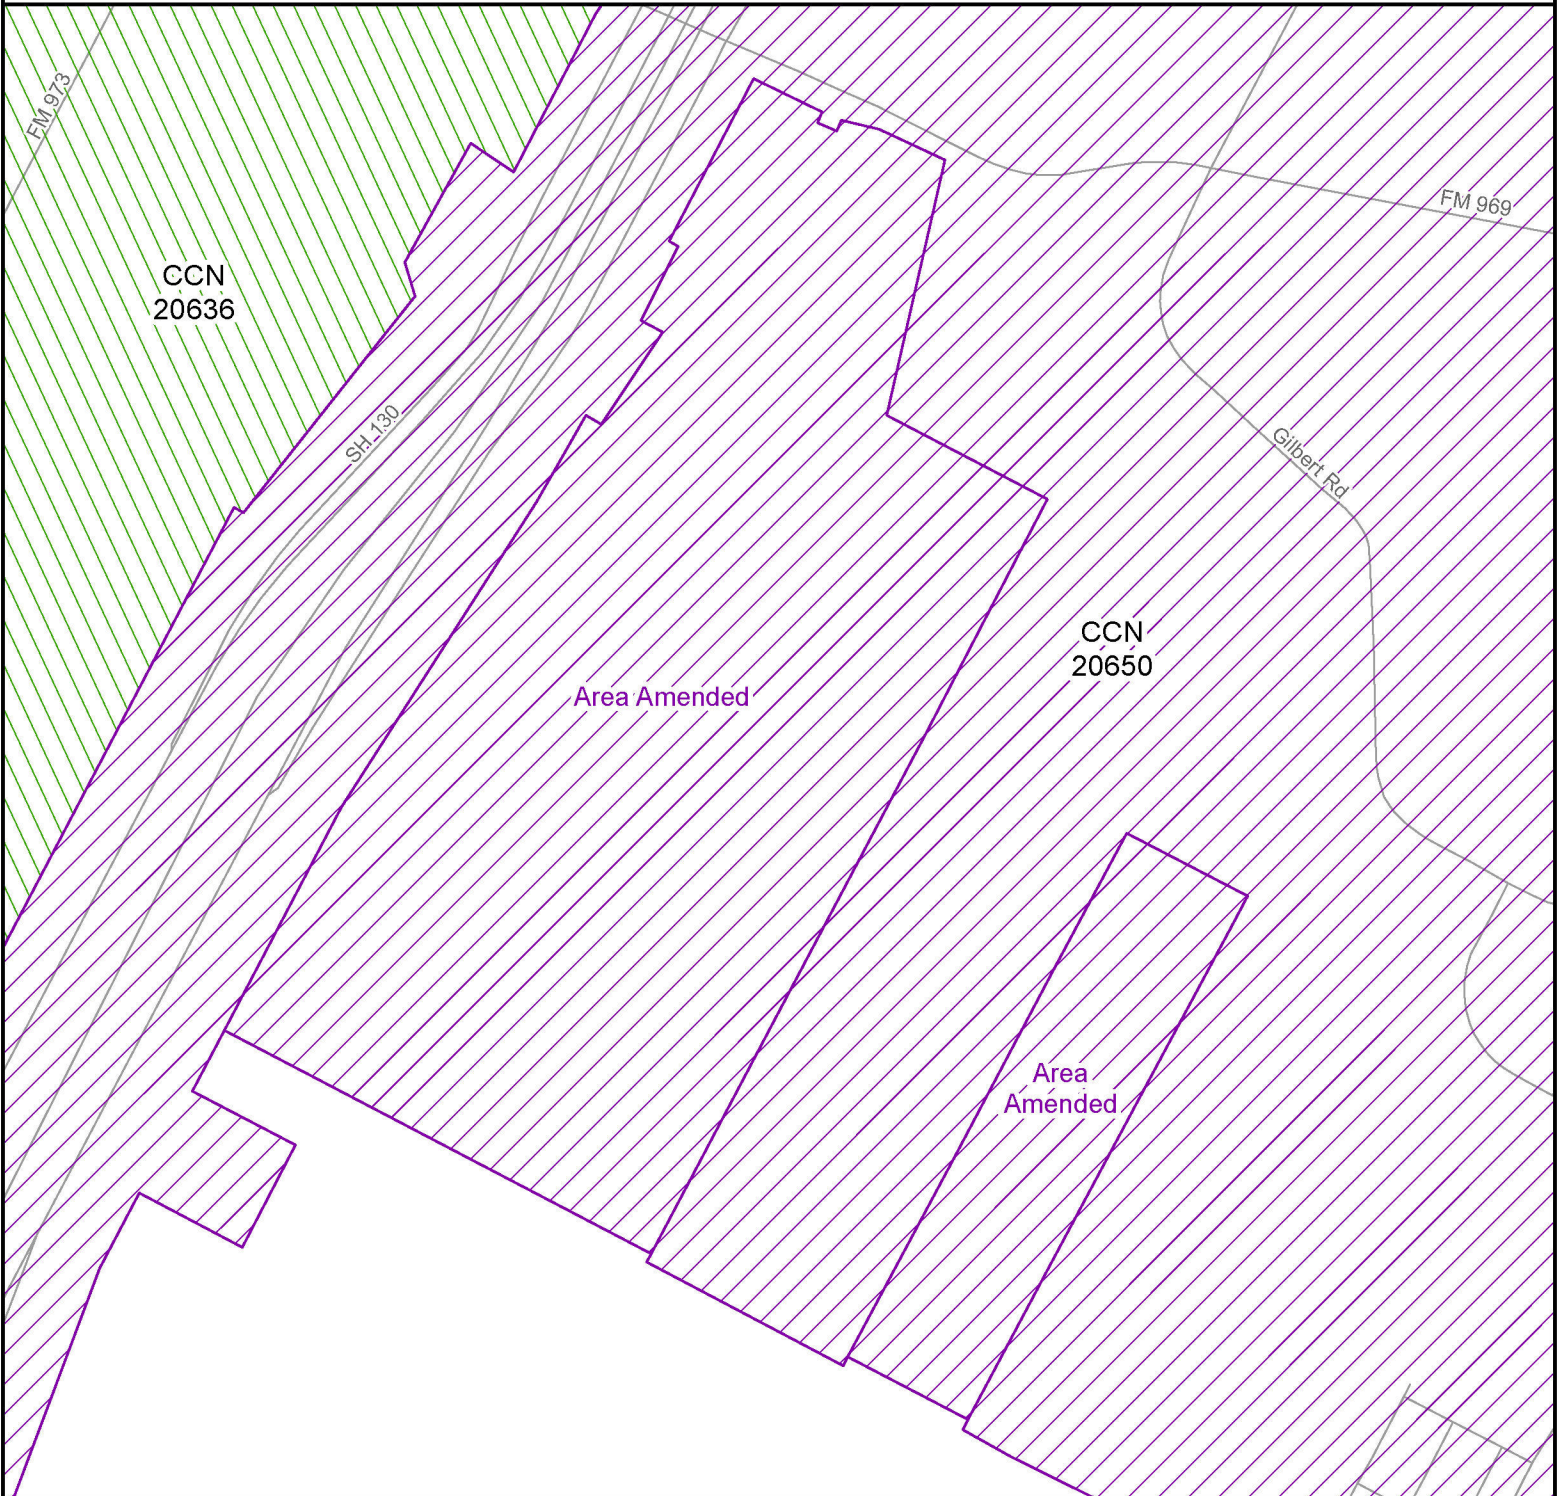 FM 973
FM 969
CCN
20636
SH 130
Gilbert Rd
CCN
20650
Area Amended
Area
Amended